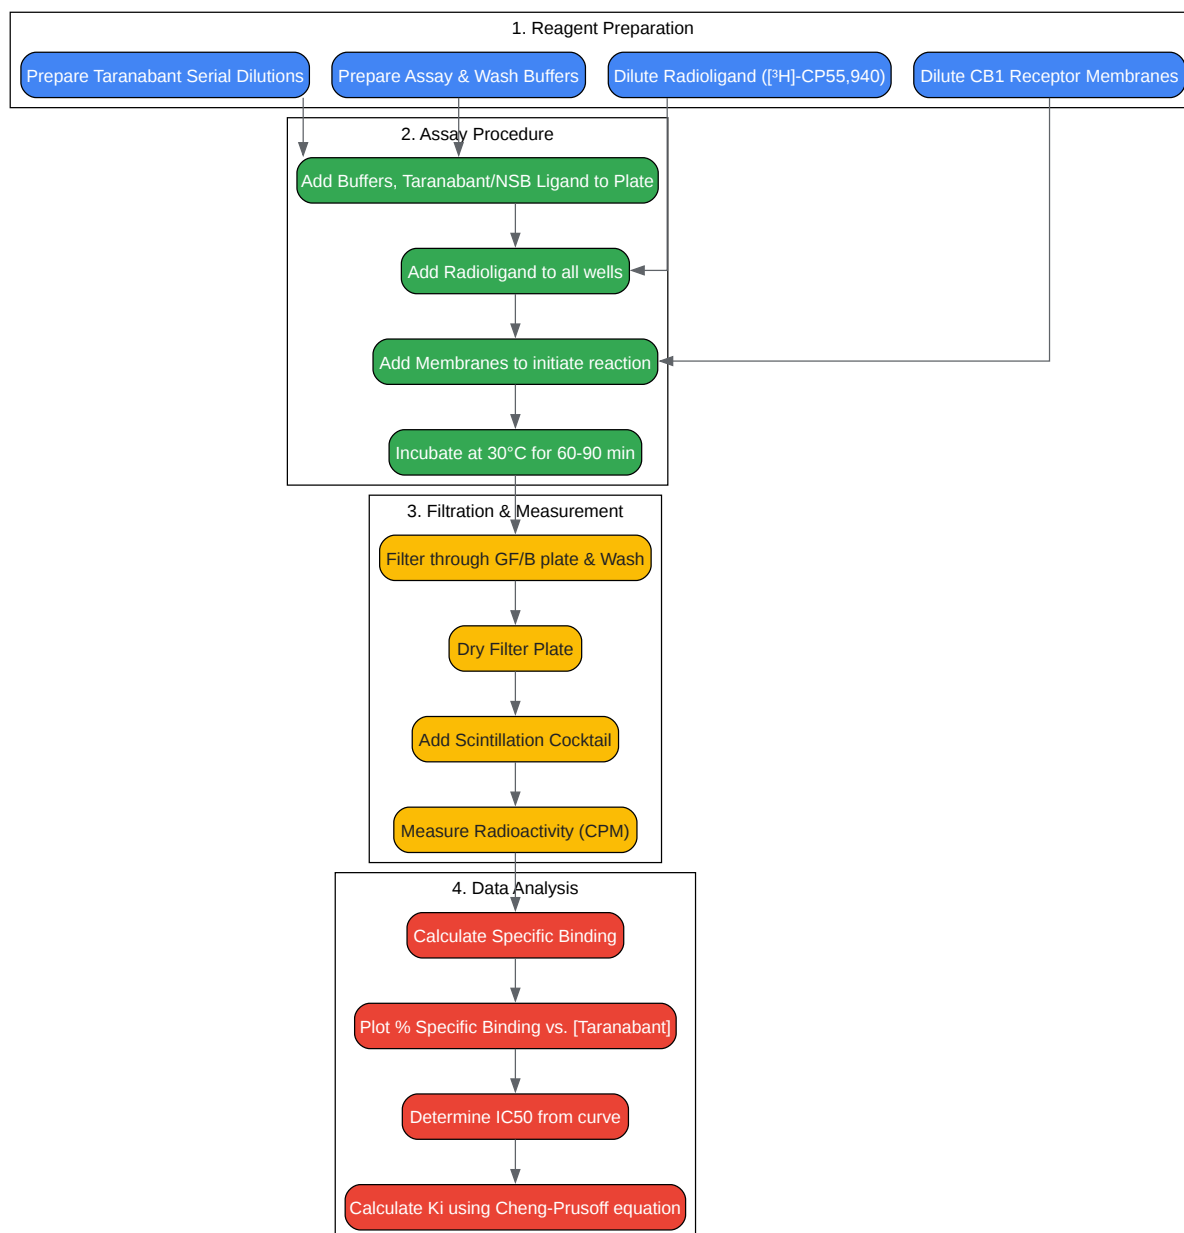 1. Reagent Preparation
Prepare Taranabant Serial Dilutions
Prepare Assay & Wash Buffers
Dilute Radioligand ([³H]-CP55,940)
Dilute CB1 Receptor Membranes
2. Assay Procedure
Add Buffers, Taranabant/NSB Ligand to Plate
Add Radioligand to all wells
Add Membranes to initiate reaction
Incubate at 30°C for 60-90 min
3. Filtration & Measurement
Filter through GF/B plate & Wash
Dry Filter Plate
Add Scintillation Cocktail
Measure Radioactivity (CPM)
4. Data Analysis
Calculate Specific Binding
Plot % Specific Binding vs. [Taranabant]
Determine IC50 from curve
Calculate Ki using Cheng-Prusoff equation